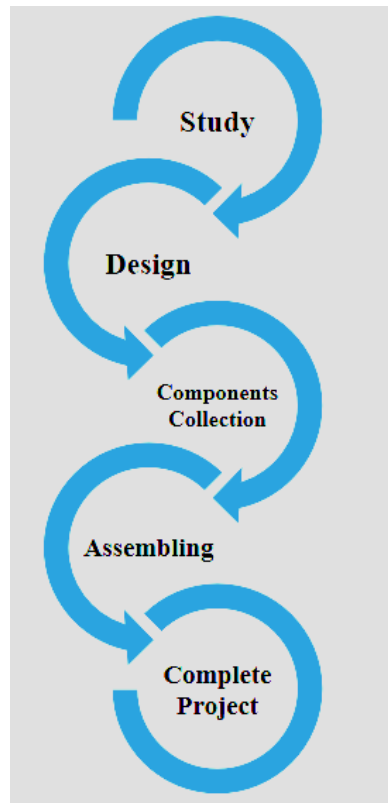 Study
Design
Components
Collection
Assembling
Complete
Project